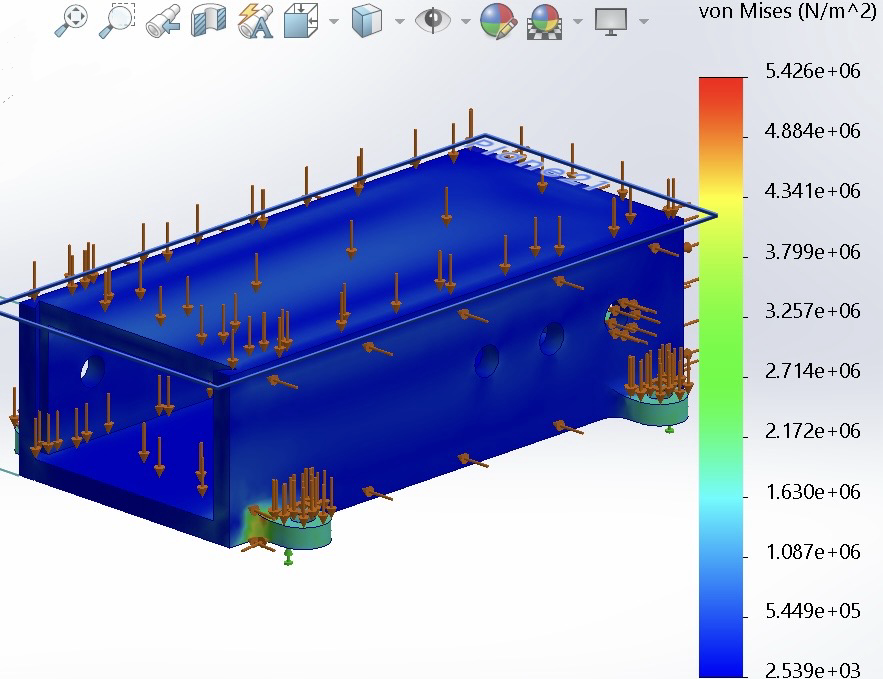 von Mises (N/m^2)
5.426e+06
4.884e+06
4.341e+06
3.799e+06
3.257e+06
2.714e+06
2.172e+06
1.630e+06
1.087e+06
5.449e+05
2.539e+03
Plane21